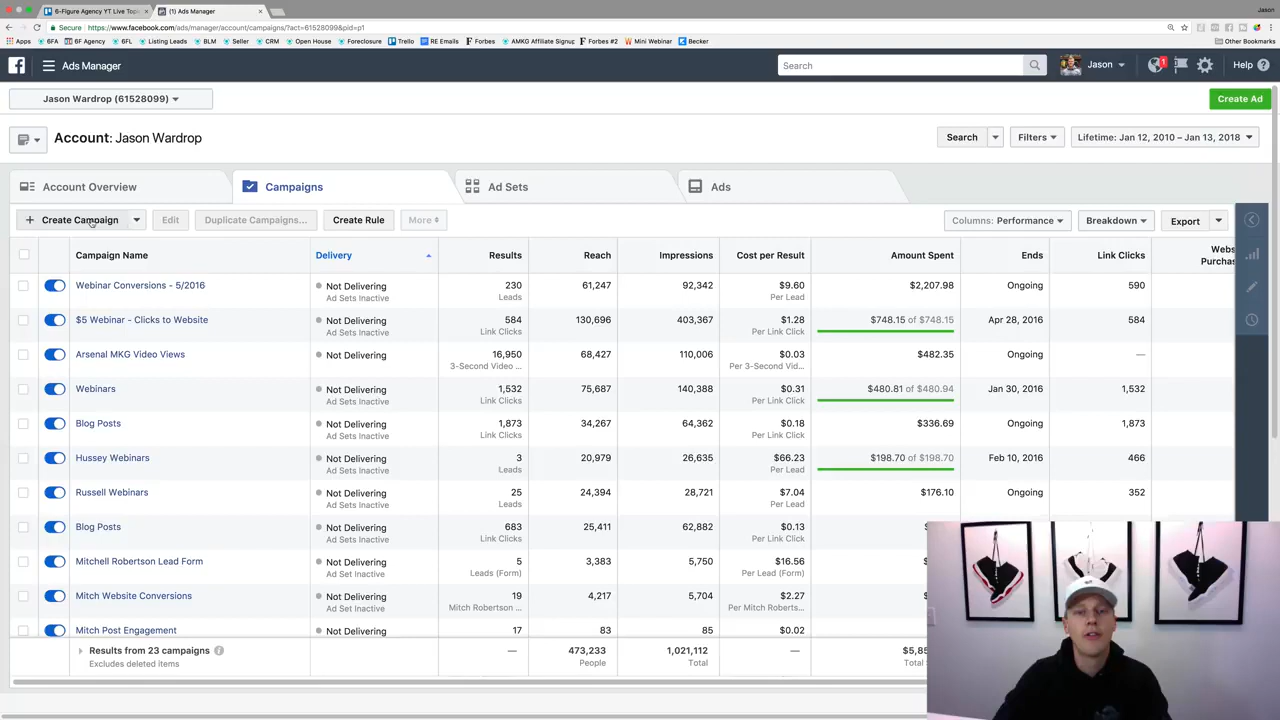 6-Figure Agency YT Live Top
(1) Ads Manager
Jason
Secure
https://www.facebook.com/ads/manager/account/campaigns/?act=61528099&pid=p1
Apps
6FA
6F Agency
6FL
Listing Leads
BLM
Seller
CRM
Open House
Foreclosure
Trello
RE Emails
Forbes
AMKG Affiliate Signup
Forbes #2
Mini Webinar
Becker
Other Bookmarks
Ads Manager
Search
Jason
1
Help
Jason Wardrop (61528099)
Create Ad
Account: Jason Wardrop
Search
Filters
Lifetime: Jan 12, 2010 – Jan 13, 2018
Account Overview
Campaigns
Ad Sets
Ads
+ Create Campaign
Edit
Duplicate Campaigns...
Create Rule
More
Columns: Performance
Breakdown
Export
Campaign Name Delivery Results Reach Impressions Cost per Result Amount Spent Ends Link Clicks Webs
Purchas
Webinar Conversions - 5/2016 Not Delivering 230 61,247 92,342 $9.60 $2,207.98 Ongoing 590
Ad Sets Inactive Leads Per Lead
$5 Webinar - Clicks to Website Not Delivering 584 130,696 403,367 $1.28 $748.15 of $748.15 Apr 28, 2016 584
Ad Sets Inactive Link Clicks Per Link Click
Arsenal MKG Video Views Not Delivering 16,950 68,427 110,006 $0.03 $482.35 Ongoing —
3-Second Video ... Per 3-Second Vid...
Webinars Not Delivering 1,532 75,687 140,388 $0.31 $480.81 of $480.94 Jan 30, 2016 1,532
Ad Sets Inactive Link Clicks Per Link Click
Blog Posts Not Delivering 1,873 34,267 64,362 $0.18 $336.69 Ongoing 1,873
Ad Sets Inactive Link Clicks Per Link Click
Hussey Webinars Not Delivering 3 20,979 26,635 $66.23 $198.70 of $198.70 Feb 10, 2016 466
Ad Sets Inactive Leads Per Lead
Russell Webinars Not Delivering 25 24,394 28,721 $7.04 $176.10 Ongoing 352
Ad Sets Inactive Leads Per Lead
Blog Posts Not Delivering 683 25,411 62,882 $0.13
Ad Sets Inactive Link Clicks Per Link Click
Mitchell Robertson Lead Form Not Delivering 5 3,383 5,750 $16.56
Ad Set Inactive Leads (Form) Per Lead (Form)
Mitch Website Conversions Not Delivering 19 4,217 5,704 $2.27
Ad Set Inactive Mitch Robertson ... Per Mitch Roberts...
Mitch Post Engagement Not Delivering 17 83 85 $0.02
Results from 23 campaigns — 473,233 1,021,112 — $5,85
Excludes deleted items People Total Total S